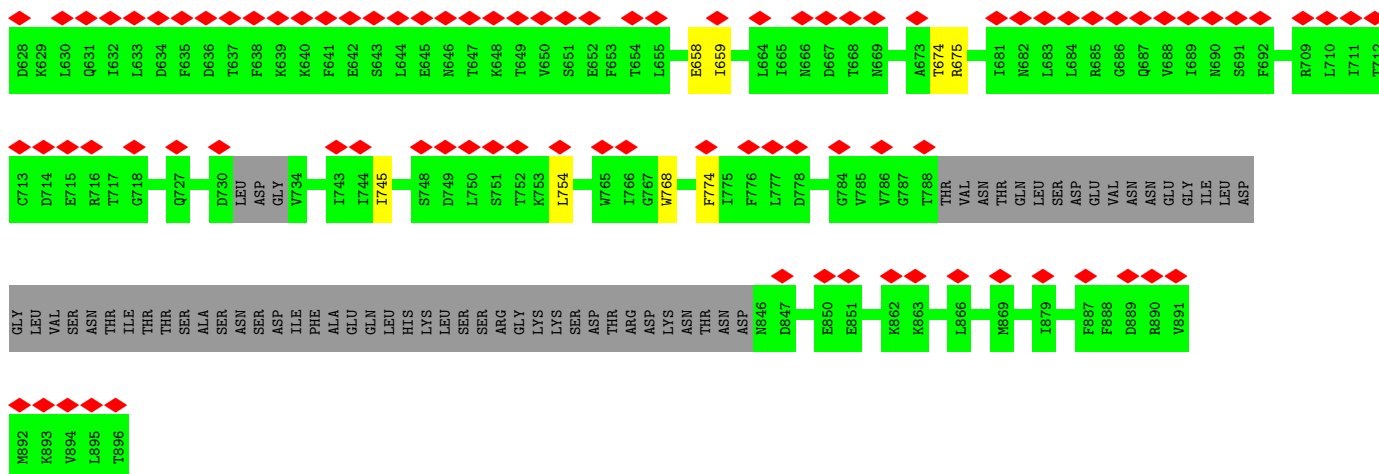 D628 K629 L630 Q631 I632 L633 D634 F635 D636 T637 F638 K639 K640 F641 E642 S643 L644 E645 N646 T647 K648 T649 V650 S651 E652 F653 T654 L655 E658 I659 L664 I665 N666 D667 T668 N669 A673 T674 R675 I681 N682 L683 L684 R685 G686 Q687 V688 I689 N690 S691 F692 R709 L710 I711 T712
C713 D714 E715 R716 T717 G718 Q727 D730 LEU ASP GLY V734 I743 I744 I745 S748 D749 L750 S751 T752 K753 L754 W765 I766 G767 W768 F774 I775 F776 L777 D778 G784 V785 V786 G787 T788 THR VAL ASN THR GLN LEU SER ASP GLU VAL ASN ASN GLU GLY ILE LEU ASP
GLY LEU VAL SER ASN THR ILE THR THR SER ALA SER ASN SER ASP ILE PHE ALA GLU GLN LEU HIS LYS LEU SER SER ARG GLY LYS LYS SER ASP THR ARG ASP LYS ASN THR ASN ASP N846 D847 E850 E851 K862 K863 L866 M869 I879 F887 F888 D889 R890 V891
M892 K893 V894 L895 T896